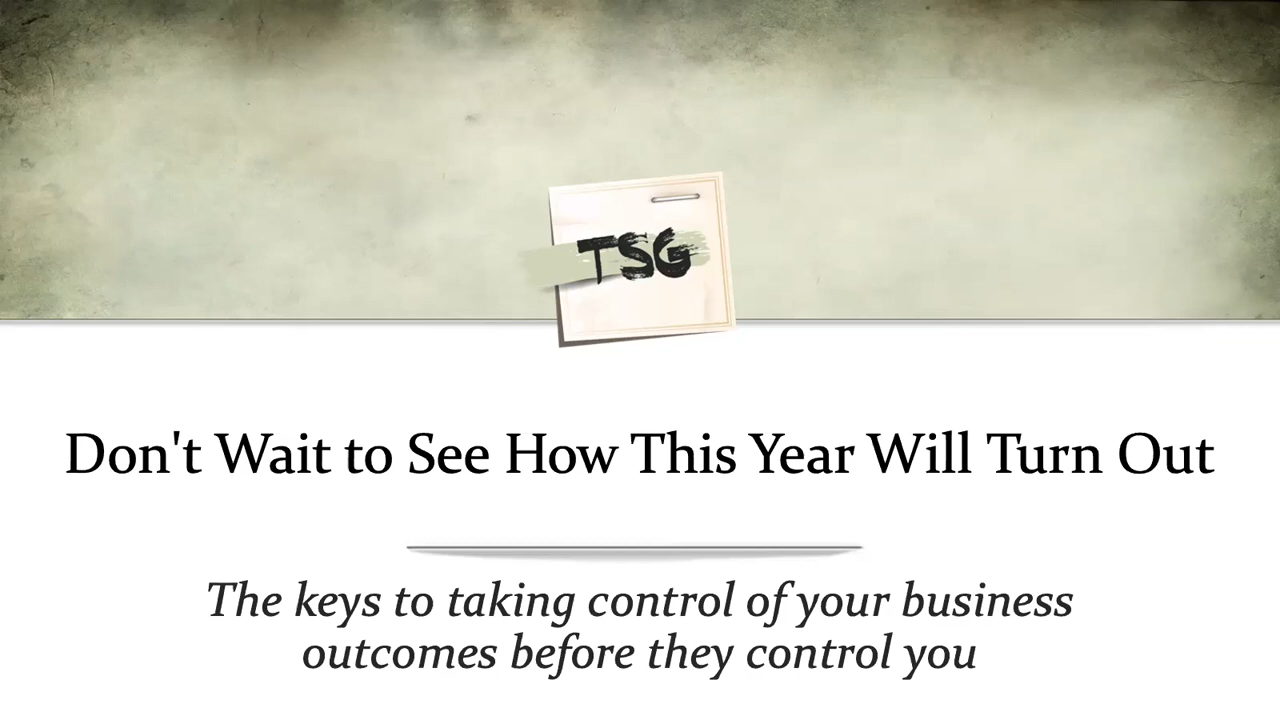 TSG
Don't Wait to See How This Year Will Turn Out
The keys to taking control of your business
outcomes before they control you